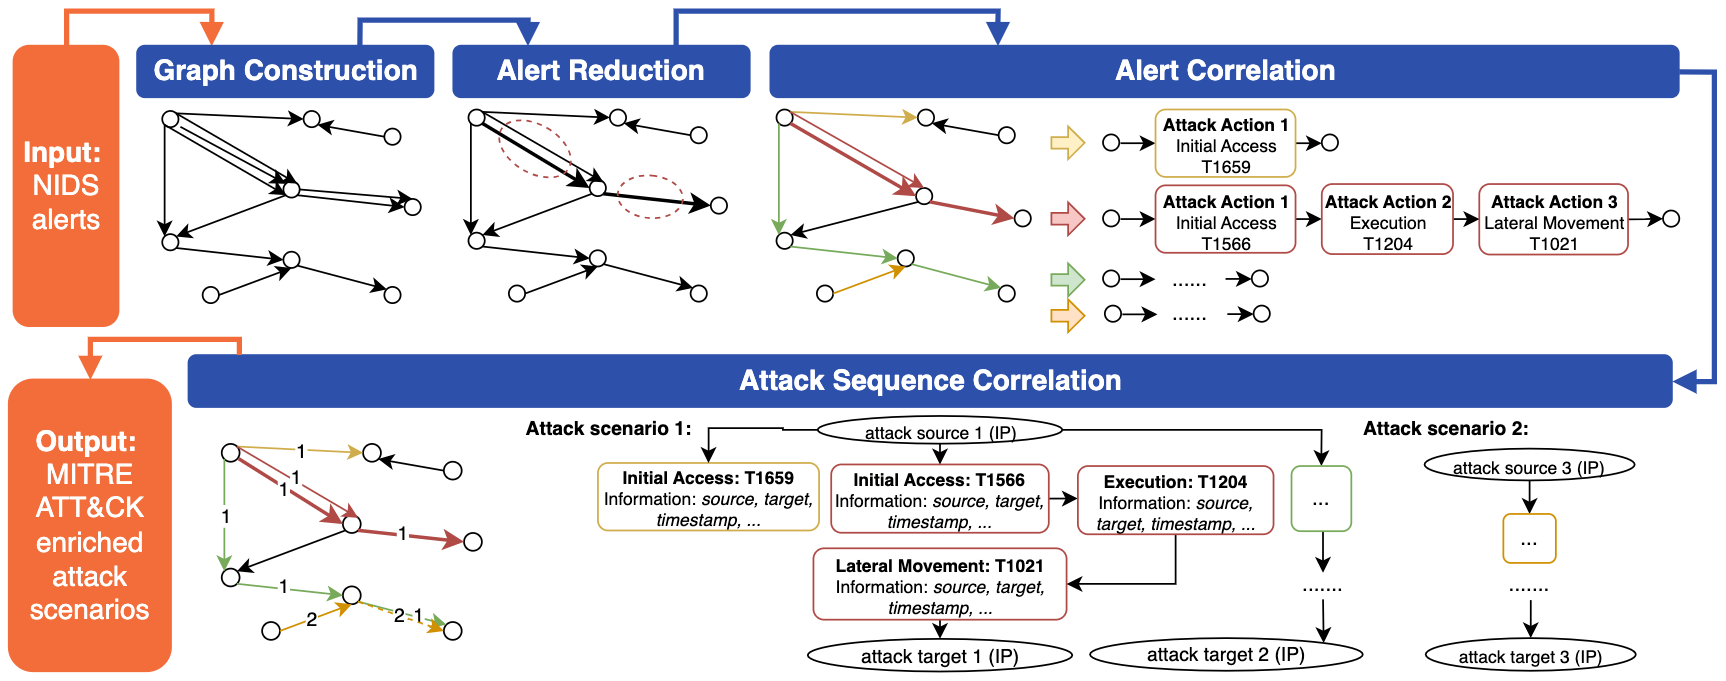 Graph Construction
Alert Reduction
Alert Correlation
Input:
NIDS
alerts
Attack Action 1
Initial Access
T1659
Attack Action 1
Initial Access
T1566
Attack Action 2
Execution
T1204
Attack Action 3
Lateral Movement
T1021
......
......
Attack Sequence Correlation
Output:
MITRE
ATT&CK
enriched
attack
scenarios
1
1
1
1
1
1
2
2
1
Attack scenario 1:
attack source 1 (IP)
Initial Access: T1659
Information: source, target,
timestamp, ...
Initial Access: T1566
Information: source, target,
timestamp, ...
Execution: T1204
Information: source,
target, timestamp, ...
...
Lateral Movement: T1021
Information: source, target,
timestamp, ...
.......
attack target 1 (IP)
attack target 2 (IP)
Attack scenario 2:
attack source 3 (IP)
...
.......
attack target 3 (IP)